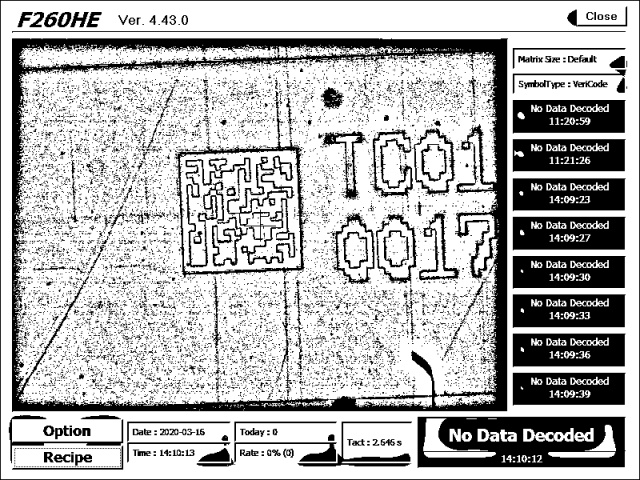 F260HE Ver. 4.43.0
Close
Matrix Size : Default
SymbolType : VeriCode
TC01
0017
No Data Decoded
11:20:59
No Data Decoded
11:21:26
No Data Decoded
14:09:23
No Data Decoded
14:09:27
No Data Decoded
14:09:30
No Data Decoded
14:09:33
No Data Decoded
14:09:36
No Data Decoded
14:09:39
Option
Recipe
Date : 2020-03-16
Time : 14:10:13
Today : 0
Rate : 0% (0)
Tact : 2.646 s
No Data Decoded
14:10:12